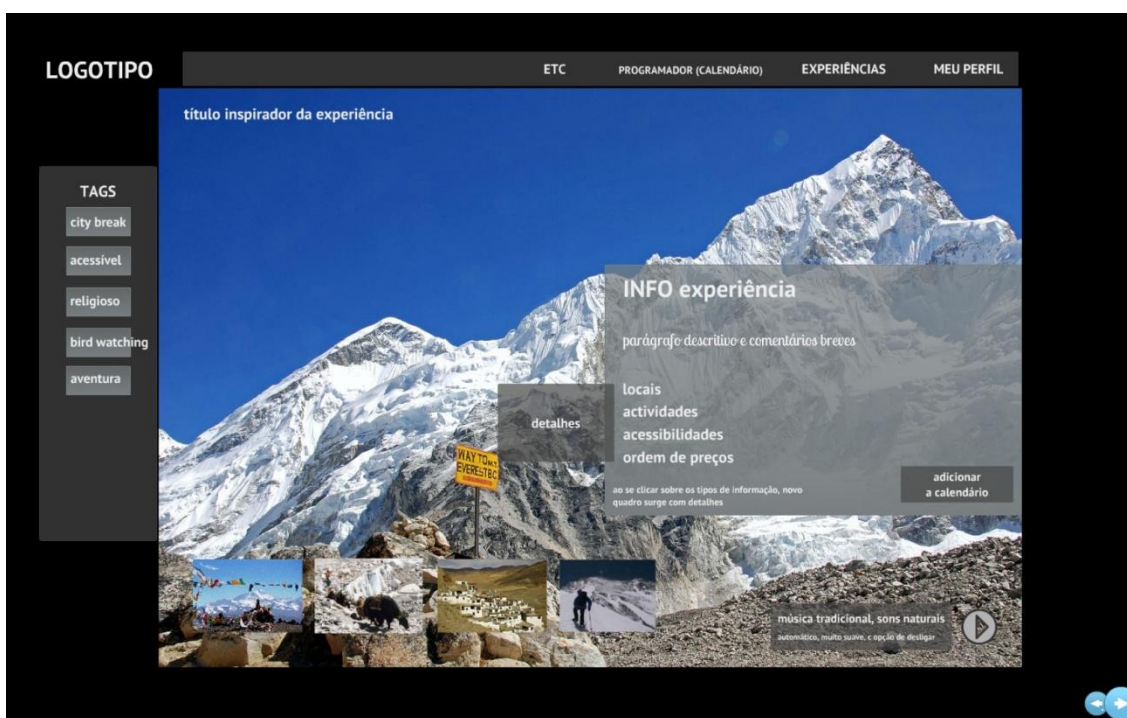 LOGOTIPO
ETC
PROGRAMADOR (CALENDÁRIO)
EXPERIÊNCIAS
MEU PERFIL
título inspirador da experiência
TAGS
city break
acessível
religioso
bird watching
aventura
INFO experiência
parágrafo descritivo e comentários breves
locais
actividades
acessibilidades
ordem de preços
detalhes
ao se clicar sobre os tipos de informação, novo
quadro surge com detalhes
adicionar
a calendário
WAY TO MT.
EVEREST BC
música tradicional, sons naturais
automático, muito suave, c opção de desligar